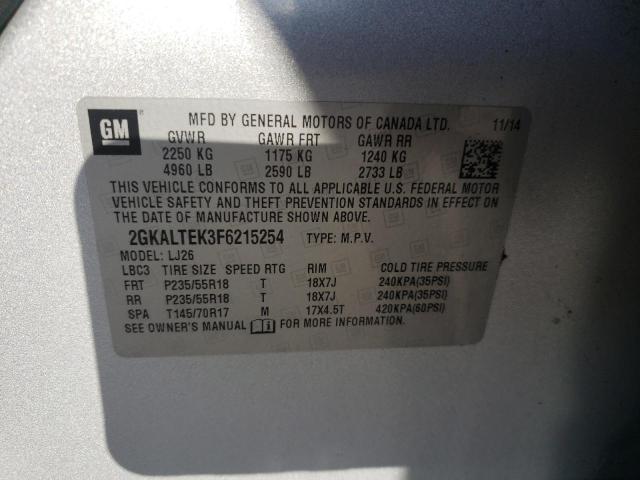 GM
MFD BY GENERAL MOTORS OF CANADA LTD. 11/14
GVWR GAWR FRT GAWR RR
2250 KG 1175 KG 1240 KG
4960 LB 2590 LB 2733 LB
THIS VEHICLE CONFORMS TO ALL APPLICABLE U.S. FEDERAL MOTOR
VEHICLE SAFETY AND THEFT PREVENTION STANDARDS IN EFFECT ON
THE DATE OF MANUFACTURE SHOWN ABOVE.
2GKALTEK3F6215254 TYPE: M.P.V.
MODEL: LJ26
LBC3 TIRE SIZE SPEED RTG RIM COLD TIRE PRESSURE
FRT P235/55R18 T 18X7J 240KPA(35PSI)
RR P235/55R18 T 18X7J 240KPA(35PSI)
SPA T145/70R17 M 17X4.5T 420KPA(60PSI)
SEE OWNER'S MANUAL FOR MORE INFORMATION.